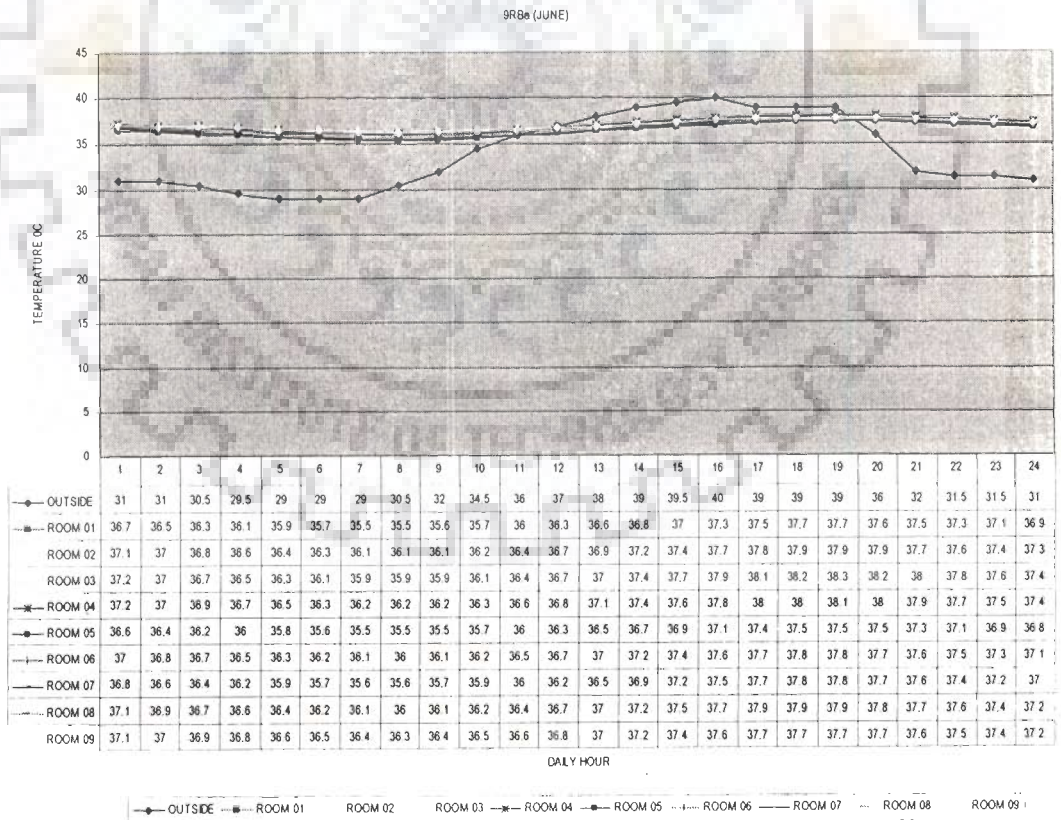 9R8a (JUNE)
45
40
35
30
25
20
15
10
5
0
TEMPERATURE 0C
1 2 3 4 5 6 7 8 9 10 11 12 13 14 15 16 17 18 19 20 21 22 23 24
OUTSIDE 31 31 30.5 29.5 29 29 29 30.5 32 34.5 36 37 38 39 39.5 40 39 39 39 36 32 31.5 31.5 31
ROOM 01 36.7 36.5 36.3 36.1 35.9 35.7 35.5 35.5 35.6 35.7 36 36.3 36.6 36.8 37 37.3 37.5 37.7 37.7 37.6 37.5 37.3 37.1 36.9
ROOM 02 37.1 37 36.8 36.6 36.4 36.3 36.1 36.1 36.1 36.2 36.4 36.7 36.9 37.2 37.4 37.7 37.8 37.9 37.9 37.9 37.7 37.6 37.4 37.3
ROOM 03 37.2 37 36.7 36.5 36.3 36.1 35.9 35.9 35.9 36.1 36.4 36.7 37 37.4 37.7 37.9 38.1 38.2 38.3 38.2 38 37.8 37.6 37.4
ROOM 04 37.2 37 36.9 36.7 36.5 36.3 36.2 36.2 36.2 36.3 36.6 36.8 37.1 37.4 37.6 37.8 38 38 38.1 38 37.9 37.7 37.5 37.4
ROOM 05 36.6 36.4 36.2 36 35.8 35.6 35.5 35.5 35.5 35.7 36 36.3 36.5 36.7 36.9 37.1 37.4 37.5 37.5 37.5 37.3 37.1 36.9 36.8
ROOM 06 37 36.8 36.7 36.5 36.3 36.2 36.1 36 36.1 36.2 36.5 36.7 37 37.2 37.4 37.6 37.7 37.8 37.8 37.7 37.6 37.5 37.3 37.1
ROOM 07 36.8 36.6 36.4 36.2 35.9 35.7 35.6 35.6 35.7 35.9 36 36.2 36.5 36.9 37.2 37.5 37.7 37.8 37.8 37.7 37.6 37.4 37.2 37
ROOM 08 37.1 36.9 36.7 36.6 36.4 36.2 36.1 36 36.1 36.2 36.4 36.7 37 37.2 37.5 37.7 37.9 37.9 37.9 37.8 37.7 37.6 37.4 37.2
ROOM 09 37.1 37 36.9 36.8 36.6 36.5 36.4 36.3 36.4 36.5 36.6 36.8 37 37.2 37.4 37.6 37.7 37.7 37.7 37.7 37.6 37.5 37.4 37.2
DAILY HOUR
OUTSIDE ROOM 01 ROOM 02 ROOM 03 ROOM 04 ROOM 05 ROOM 06 ROOM 07 ROOM 08 ROOM 09